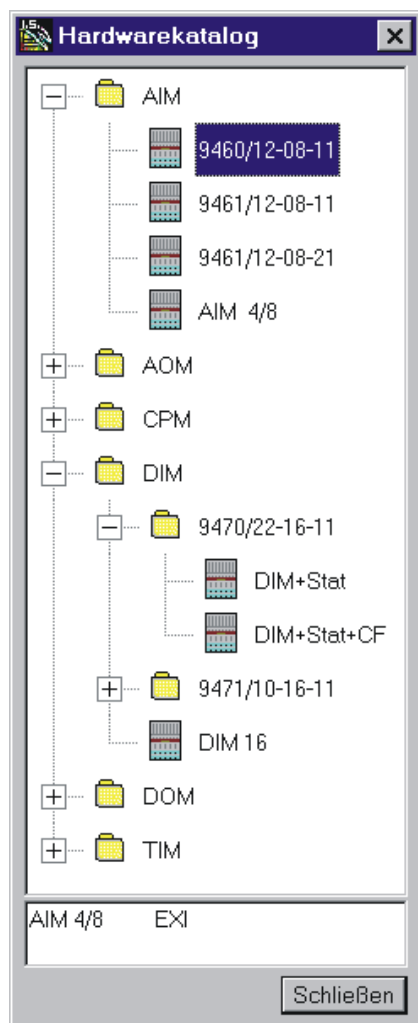 Hardwarekatalog
AIM
9460/12-08-11
9461/12-08-11
9461/12-08-21
AIM 4/8
AOM
CPM
DIM
9470/22-16-11
DIM+Stat
DIM+Stat+CF
9471/10-16-11
DIM 16
DOM
TIM
AIM 4/8 EXI
Schließen